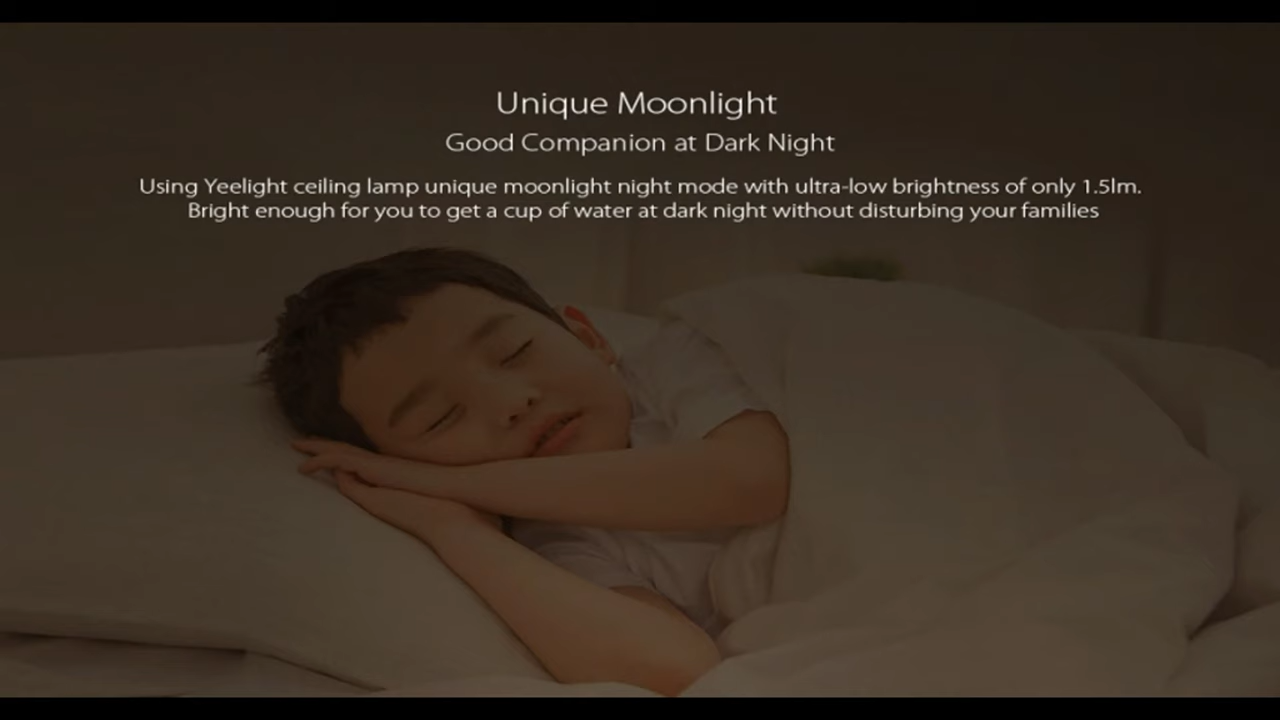 Unique Moonlight
Good Companion at Dark Night
Using Yeelight ceiling lamp unique moonlight night mode with ultra-low brightness of only 1.5lm.
Bright enough for you to get a cup of water at dark night without disturbing your families